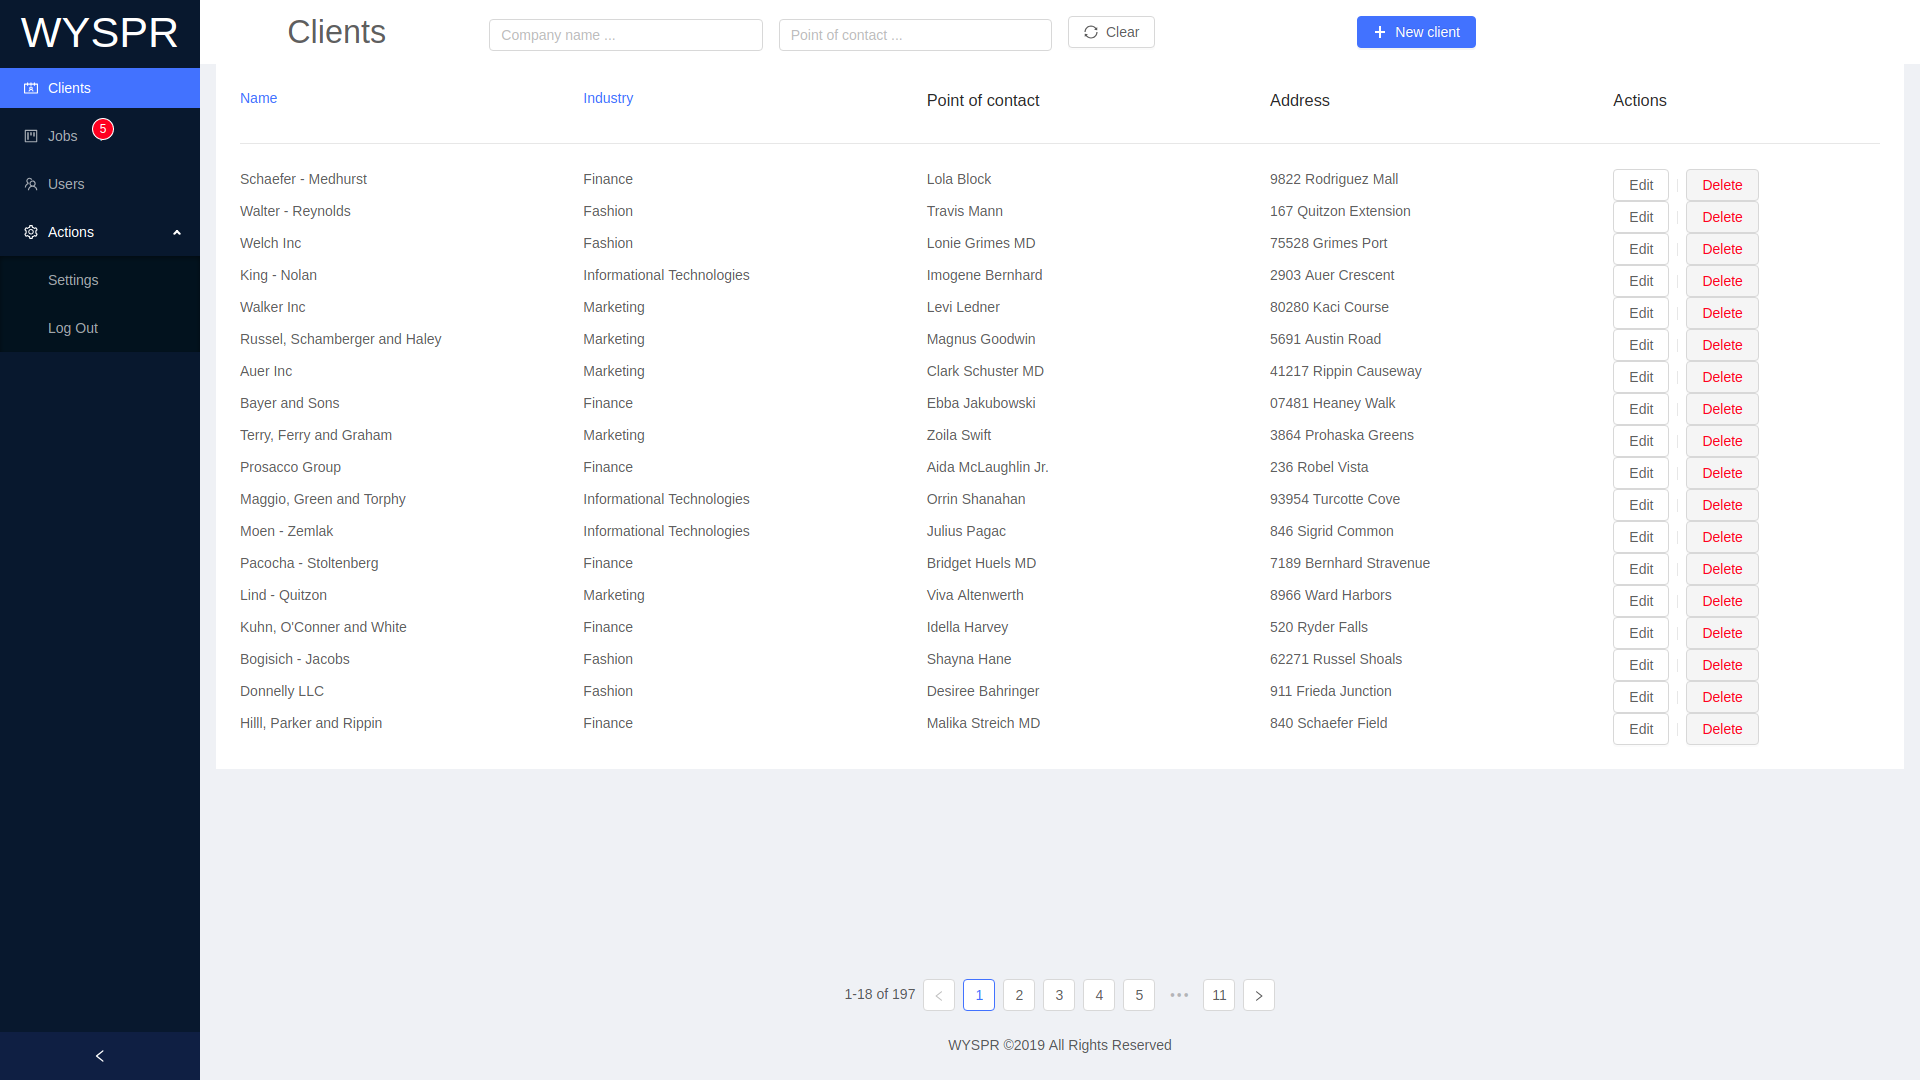 WYSPR
Clients
Jobs 5
Users
Actions
Settings
Log Out
Clients Company name ... Point of contact ... Clear New client
Name Industry Point of contact Address Actions
Schaefer - Medhurst Finance Lola Block 9822 Rodriguez Mall Edit Delete
Walter - Reynolds Fashion Travis Mann 167 Quitzon Extension Edit Delete
Welch Inc Fashion Lonie Grimes MD 75528 Grimes Port Edit Delete
King - Nolan Informational Technologies Imogene Bernhard 2903 Auer Crescent Edit Delete
Walker Inc Marketing Levi Ledner 80280 Kaci Course Edit Delete
Russel, Schamberger and Haley Marketing Magnus Goodwin 5691 Austin Road Edit Delete
Auer Inc Marketing Clark Schuster MD 41217 Rippin Causeway Edit Delete
Bayer and Sons Finance Ebba Jakubowski 07481 Heaney Walk Edit Delete
Terry, Ferry and Graham Marketing Zoila Swift 3864 Prohaska Greens Edit Delete
Prosacco Group Finance Aida McLaughlin Jr. 236 Robel Vista Edit Delete
Maggio, Green and Torphy Informational Technologies Orrin Shanahan 93954 Turcotte Cove Edit Delete
Moen - Zemlak Informational Technologies Julius Pagac 846 Sigrid Common Edit Delete
Pacocha - Stoltenberg Finance Bridget Huels MD 7189 Bernhard Stravenue Edit Delete
Lind - Quitzon Marketing Viva Altenwerth 8966 Ward Harbors Edit Delete
Kuhn, O'Conner and White Finance Idella Harvey 520 Ryder Falls Edit Delete
Bogisich - Jacobs Fashion Shayna Hane 62271 Russel Shoals Edit Delete
Donnelly LLC Fashion Desiree Bahringer 911 Frieda Junction Edit Delete
Hilll, Parker and Rippin Finance Malika Streich MD 840 Schaefer Field Edit Delete
1-18 of 197 1 2 3 4 5 ••• 11
WYSPR ©2019 All Rights Reserved